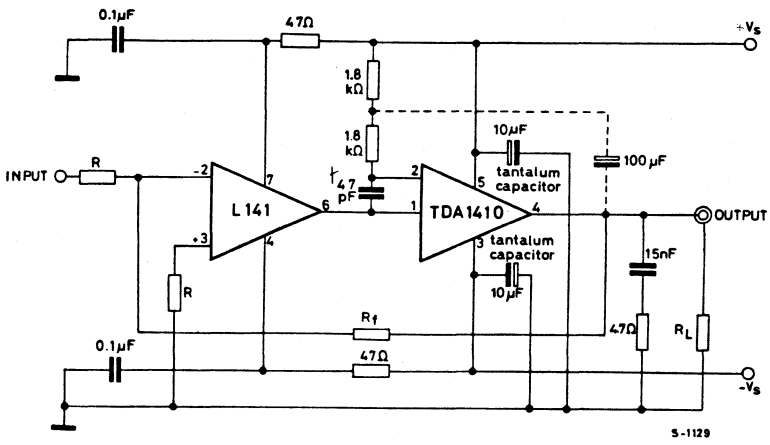 0.1µF
47Ω
+Vs
1.8
kΩ
1.8
kΩ
10µF
tantalum
capacitor
100 µF
INPUT
R
-2
7
L141
6
4
+3
47
pF
2
1
5
TDA1410
4
3
OUTPUT
tantalum
capacitor
10µF
15nF
R
Rf
47Ω
RL
0.1µF
47Ω
-Vs
S-1129